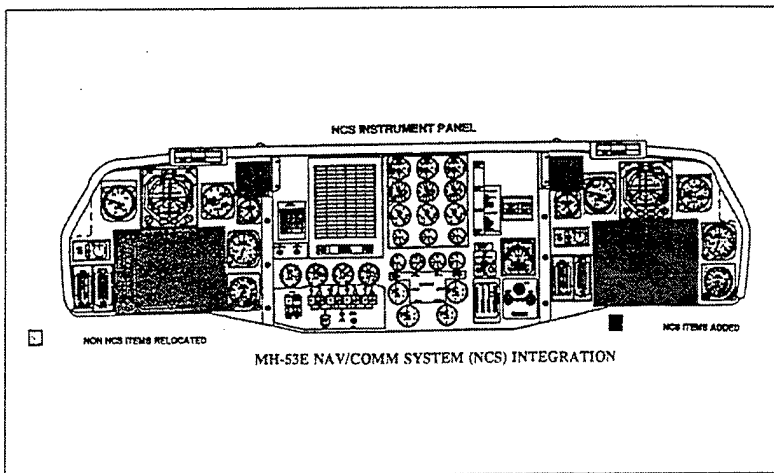 NCS INSTRUMENT PANEL
NON NCS ITEMS RELOCATED
NCS ITEMS ADDED
MH-53E NAV/COMM SYSTEM (NCS) INTEGRATION